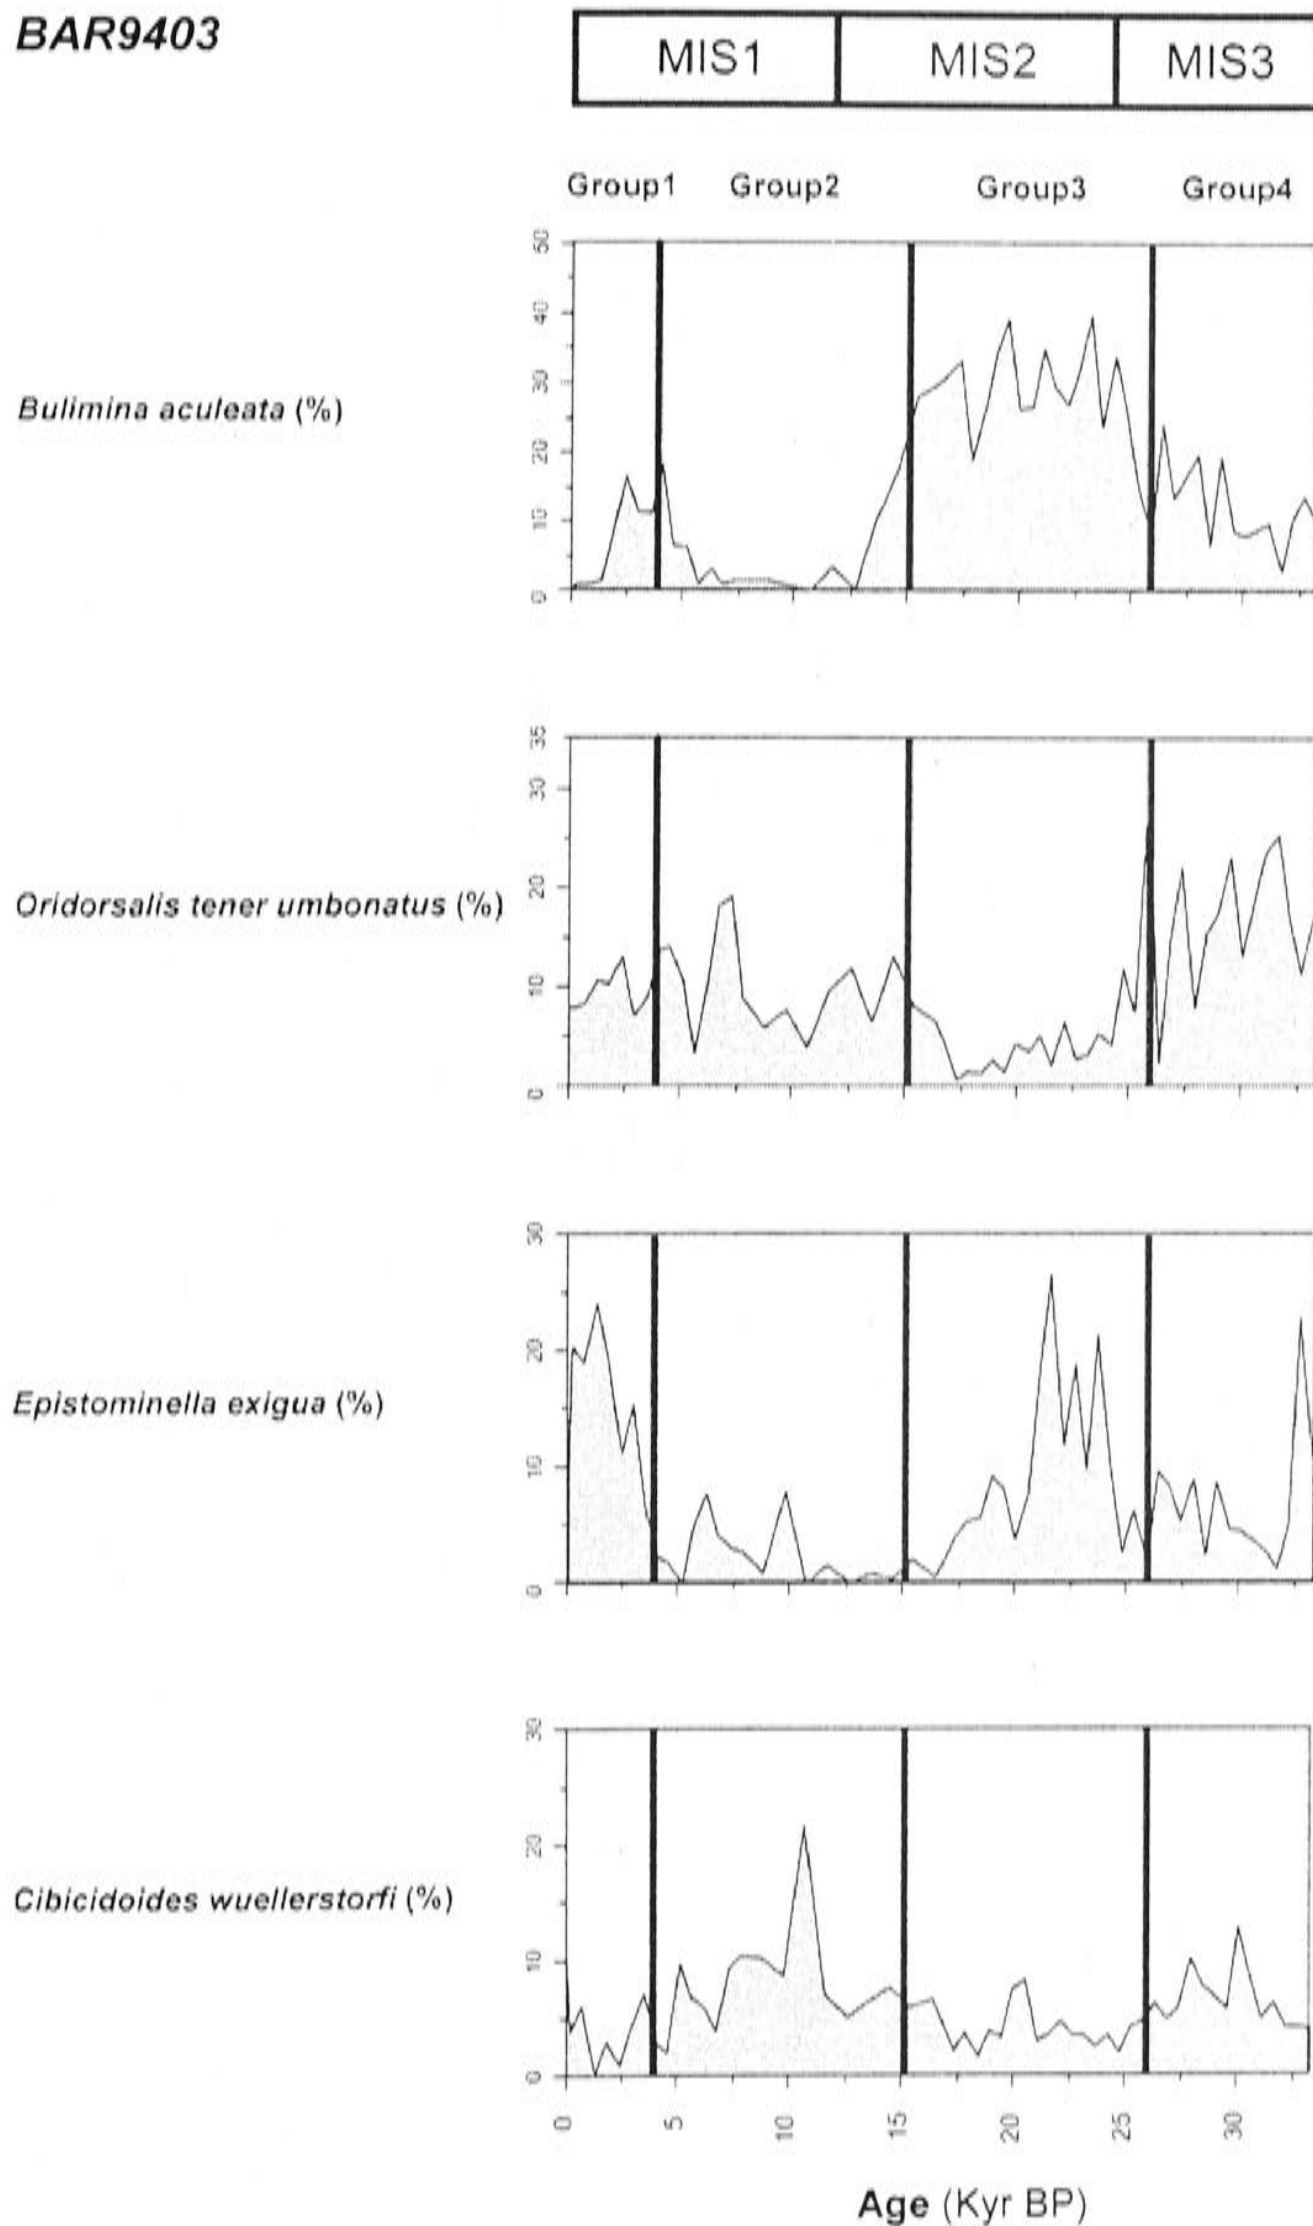 BAR9403
MIS1 MIS2 MIS3
Group1 Group2 Group3 Group4
50
40
30
20
10
0
Bulimina aculeata (%)
35
30
20
10
0
Oridorsalis tener umbonatus (%)
30
20
10
0
Epistominella exigua (%)
30
20
10
0
Cibicidoides wuellerstorfi (%)
0 5 10 15 20 25 30
Age (Kyr BP)